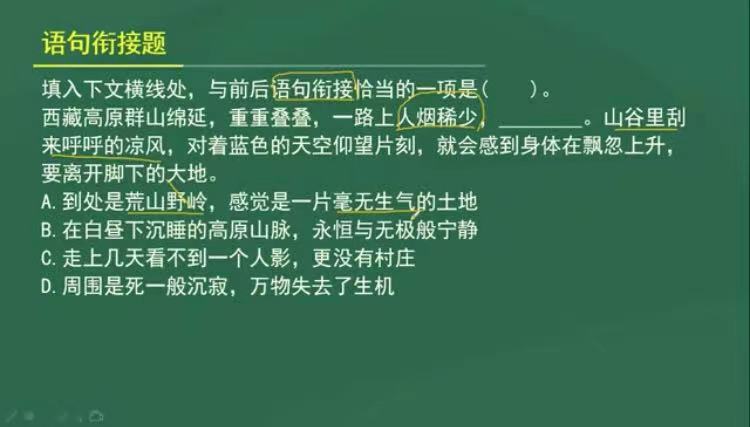 语句衔接题
填入下文横线处，与前后语句衔接恰当的一项是(　　)。
西藏高原群山绵延，重重叠叠，一路上人烟稀少，________。山谷里刮
来呼呼的凉风，对着蓝色的天空仰望片刻，就会感到身体在飘忽上升，
要离开脚下的大地。
A. 到处是荒山野岭，感觉是一片毫无生气的土地
B. 在白昼下沉睡的高原山脉，永恒与无极般宁静
C. 走上几天看不到一个人影，更没有村庄
D. 周围是死一般沉寂，万物失去了生机